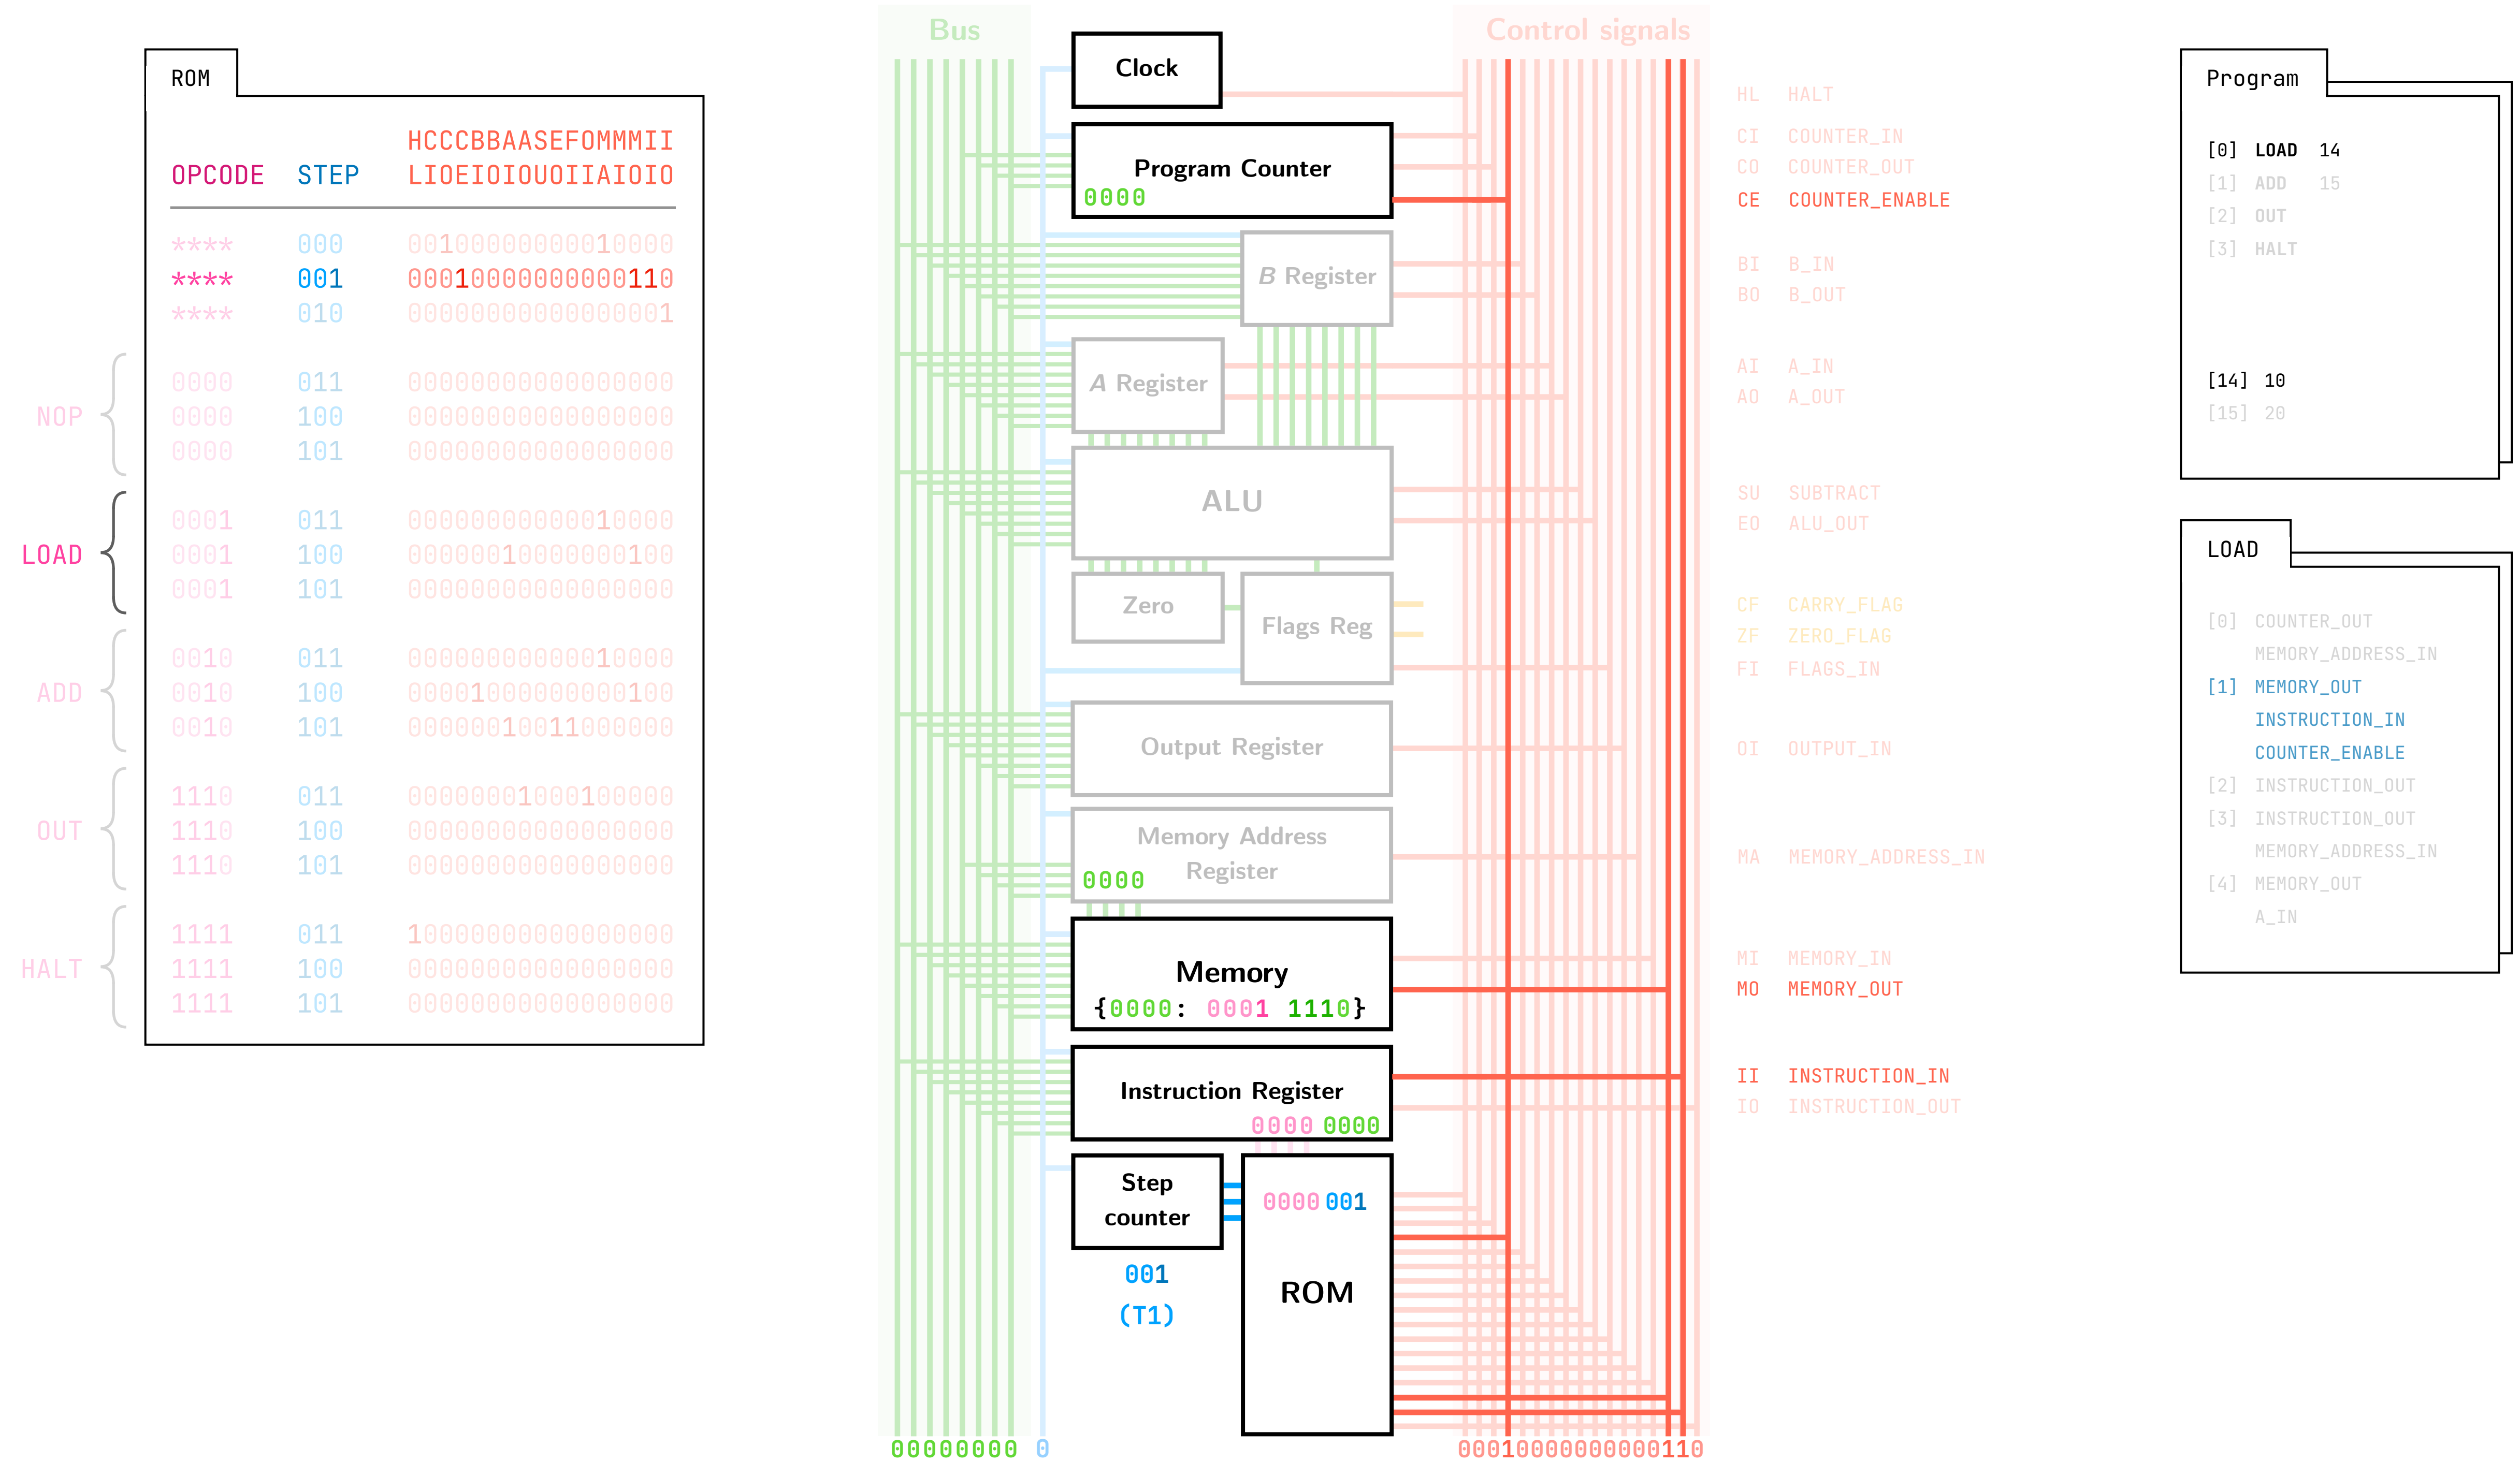 ROM
HCCCBBAASEFOMMMII
OPCODE STEP LIOEIOIOUOIIAIOIO
**** 000 00100000000010000
**** 001 00010000000000110
**** 010 00000000000000001
NOP
0000 011 00000000000000000
0000 100 00000000000000000
0000 101 00000000000000000
LOAD
0001 011 00000000000010000
0001 100 00000010000000100
0001 101 00000000000000000
ADD
0010 011 00000000000010000
0010 100 00001000000000100
0010 101 00000010011000000
OUT
1110 011 00000001000100000
1110 100 00000000000000000
1110 101 00000000000000000
HALT
1111 011 10000000000000000
1111 100 00000000000000000
1111 101 00000000000000000
Bus
Control signals
Clock
Program Counter
0000
B Register
A Register
ALU
Zero
Flags Reg
Output Register
Memory Address
Register
0000
Memory
{0000: 0001 1110}
Instruction Register
0000 0000
Step
counter
001
(T1)
0000 001
ROM
00000000 0 00010000000000110
HL HALT
CI COUNTER_IN
CO COUNTER_OUT
CE COUNTER_ENABLE
BI B_IN
BO B_OUT
AI A_IN
AO A_OUT
SU SUBTRACT
EO ALU_OUT
CF CARRY_FLAG
ZF ZERO_FLAG
FI FLAGS_IN
OI OUTPUT_IN
MA MEMORY_ADDRESS_IN
MI MEMORY_IN
MO MEMORY_OUT
II INSTRUCTION_IN
IO INSTRUCTION_OUT
Program
[0] LOAD 14
[1] ADD 15
[2] OUT
[3] HALT
[14] 10
[15] 20
LOAD
[0] COUNTER_OUT
MEMORY_ADDRESS_IN
[1] MEMORY_OUT
INSTRUCTION_IN
COUNTER_ENABLE
[2] INSTRUCTION_OUT
[3] INSTRUCTION_OUT
MEMORY_ADDRESS_IN
[4] MEMORY_OUT
A_IN